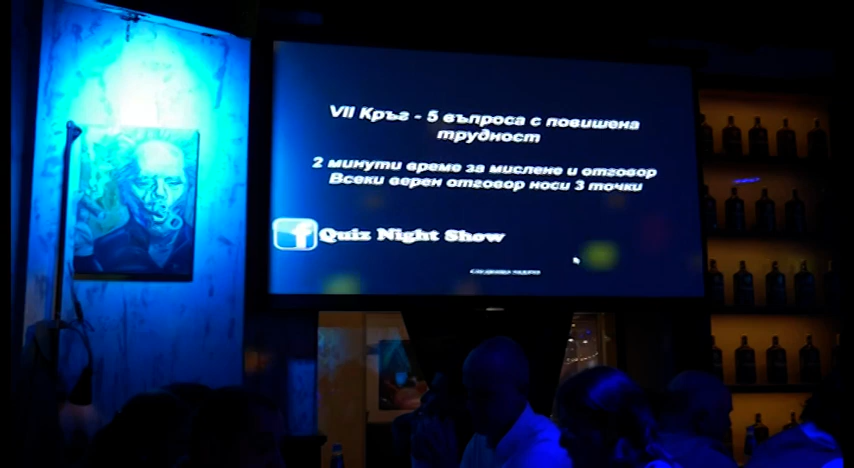 VII Кръг - 5 въпроса с повишена
трудност
2 минути време за мислене и отговор
Всеки верен отговор носи 3 точки
f Quiz Night Show